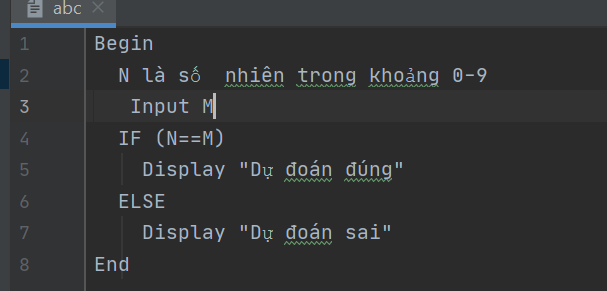 abc
1 Begin
2 N là số nhiên trong khoảng 0-9
3 Input M
4 IF (N==M)
5 Display "Dự đoán đúng"
6 ELSE
7 Display "Dự đoán sai"
8 End